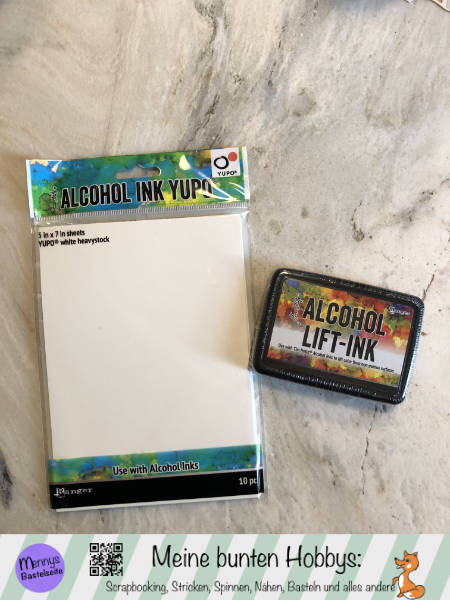 YUPO®
ALCOHOL INK YUPO®
5 in x 7 in sheets
YUPO® white heavystock
Use with Alcohol Inks
Ranger
10 pc
Ranger
ALCOHOL
LIFT-INK
Mennys
Bastelseite
Meine bunten Hobbys:
Scrapbooking, Stricken, Spinnen, Nähen, Basteln und alles andere